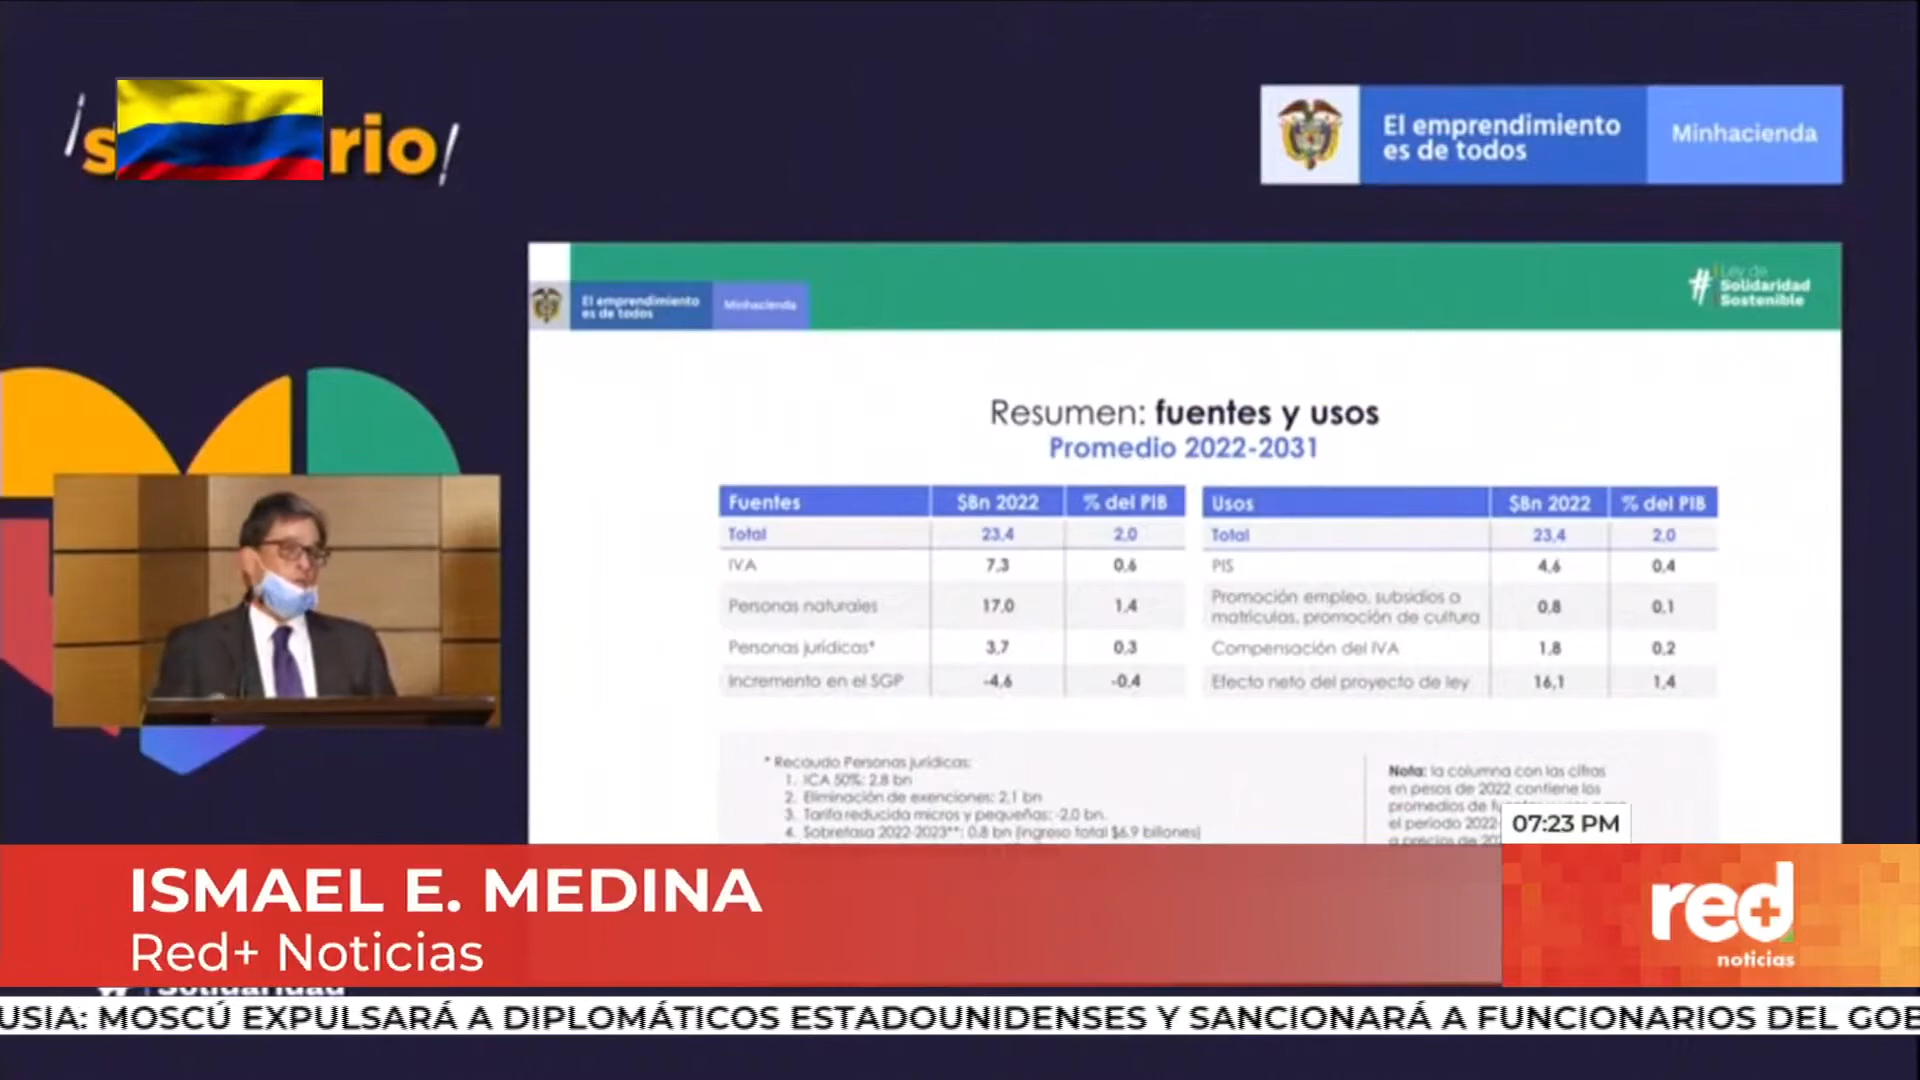 ¡s
rio!
El emprendimiento
es de todos
Minhacienda
El emprendimiento
es de todos
Minhacienda
# Ley de
Solidaridad
Sostenible
Resumen: fuentes y usos
Promedio 2022-2031
Fuentes $Bn 2022 % del PIB
Total 23,4 2,0
IVA 7,3 0,6
Personas naturales 17,0 1,4
Personas jurídicas* 3,7 0,3
Incremento en el SGP -4,6 -0,4
Usos $Bn 2022 % del PIB
Total 23,4 2,0
PIS 4,6 0,4
Promoción empleo, subsidios a
matrículas, promoción de cultura 0,8 0,1
Compensación del IVA 1,8 0,2
Efecto neto del proyecto de ley 16,1 1,4
* Recaudo Personas jurídicas:
1. ICA 50%: 2,8 bn
2. Eliminación de exenciones: 2,1 bn
3. Tarifa reducida micros y pequeñas: -2,0 bn.
4. Sobretasa 2022-2023**: 0,8 bn (ingreso total $6,9 billones)
Nota: la columna con las cifras
en pesos de 2022 contiene los
promedios de
el periodo 2022-
a precios de 20
07:23 PM
ISMAEL E. MEDINA
Red+ Noticias
red+
noticias
Solidaridad
USIA: MOSCÚ EXPULSARÁ A DIPLOMÁTICOS ESTADOUNIDENSES Y SANCIONARÁ A FUNCIONARIOS DEL GOB